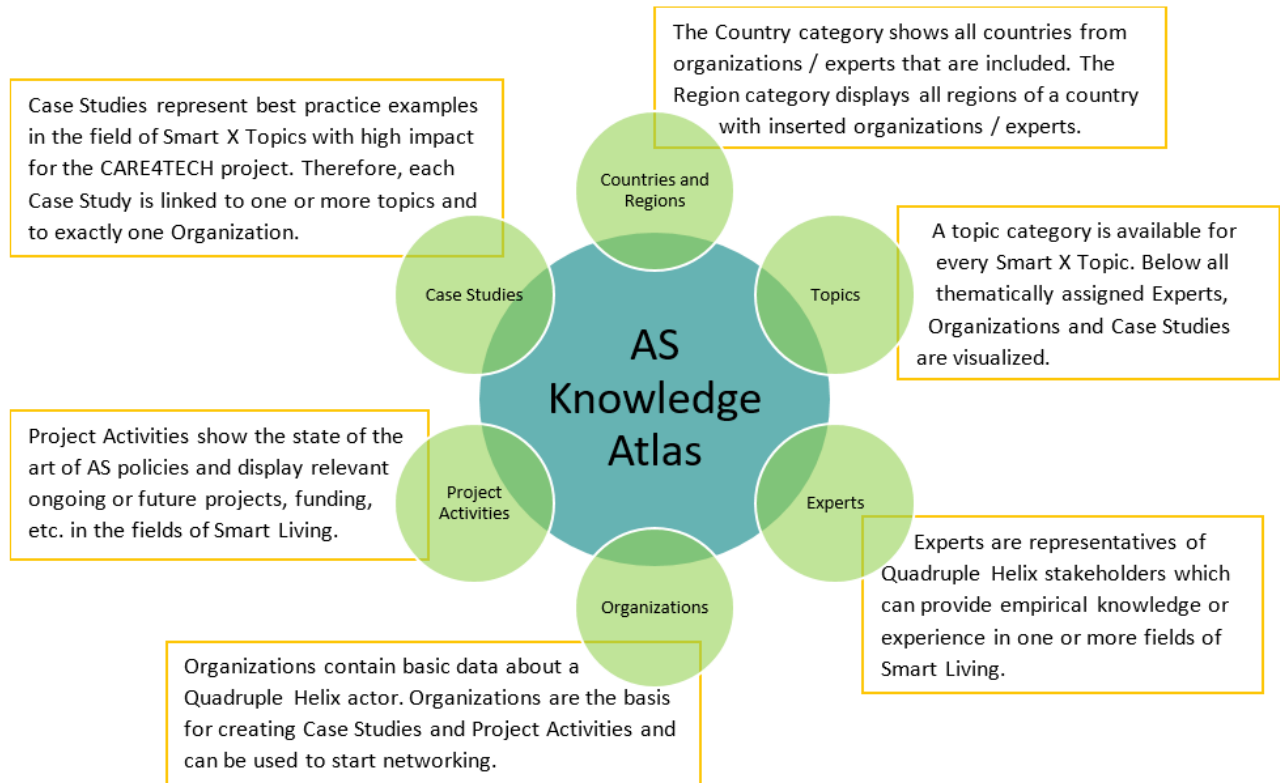 The Country category shows all countries from
organizations / experts that are included. The
Region category displays all regions of a country
with inserted organizations / experts.
Case Studies represent best practice examples
in the field of Smart X Topics with high impact
for the CARE4TECH project. Therefore, each
Case Study is linked to one or more topics and
to exactly one Organization.
Countries and
Regions
Case Studies
Topics
A topic category is available for
every Smart X Topic. Below all
thematically assigned Experts,
Organizations and Case Studies
are visualized.
AS
Knowledge
Atlas
Project Activities show the state of the
art of AS policies and display relevant
ongoing or future projects, funding,
etc. in the fields of Smart Living.
Project
Activities
Experts
Experts are representatives of
Quadruple Helix stakeholders which
can provide empirical knowledge or
experience in one or more fields of
Smart Living.
Organizations
Organizations contain basic data about a
Quadruple Helix actor. Organizations are the basis
for creating Case Studies and Project Activities and
can be used to start networking.